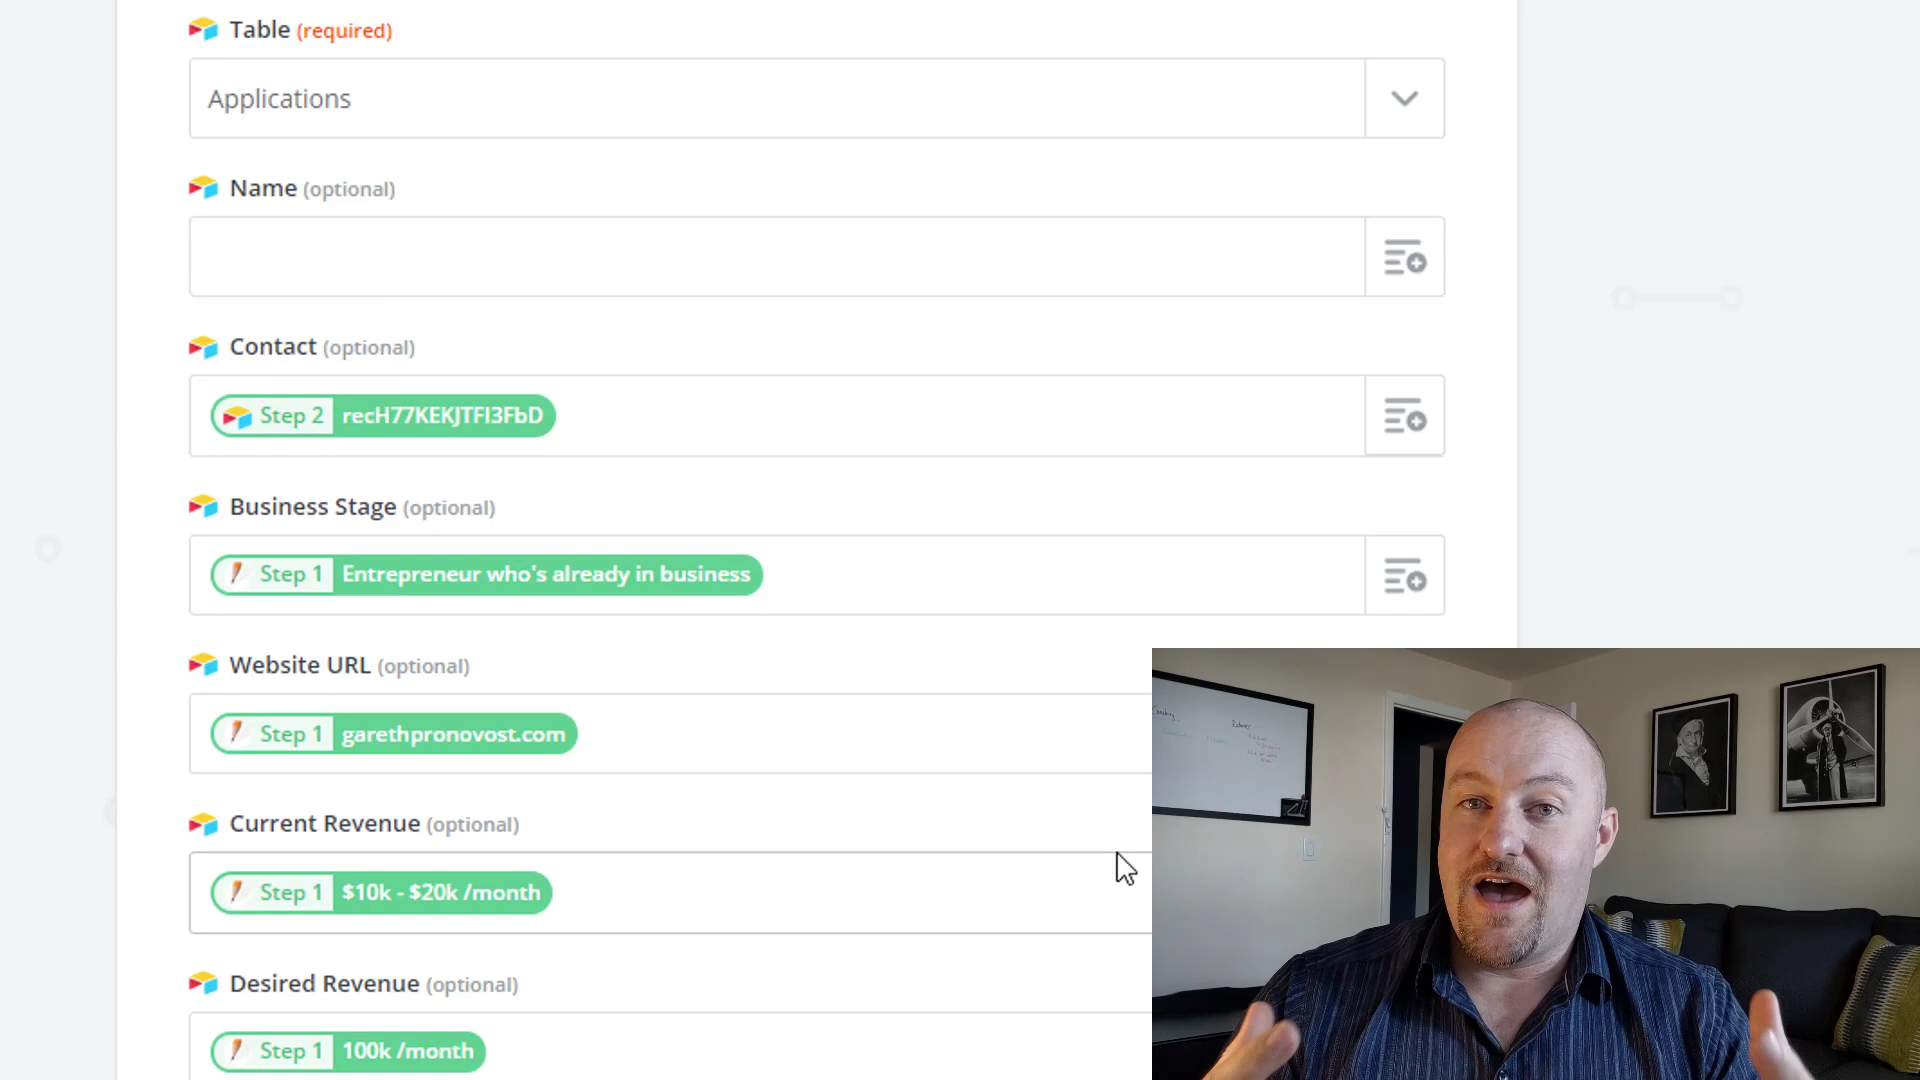 Table (required)
Applications
Name (optional)
Contact (optional)
Step 2 recH77KEKJTFI3FbD
Business Stage (optional)
Step 1 Entrepreneur who's already in business
Website URL (optional)
Step 1 garethpronovost.com
Current Revenue (optional)
Step 1 $10k - $20k /month
Desired Revenue (optional)
Step 1 100k /month